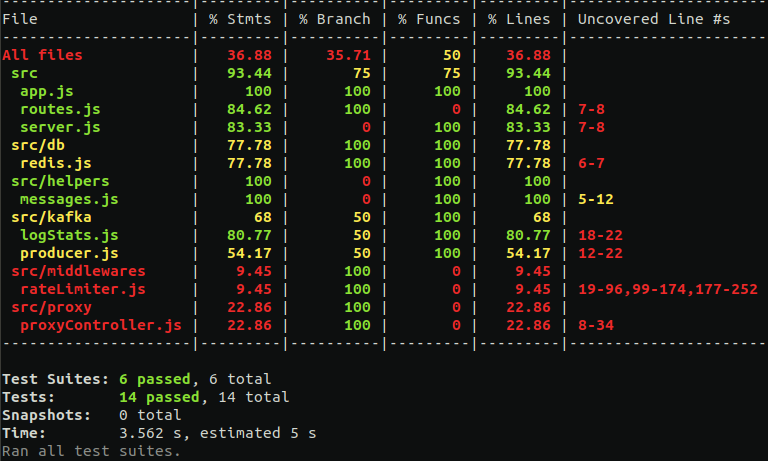 --------------------|---------|----------|---------|---------|----------------------
File                 | % Stmts | % Branch | % Funcs | % Lines | Uncovered Line #s
---------------------|---------|----------|---------|---------|----------------------
All files            |   36.88 |    35.71 |      50 |   36.88 |
 src                 |   93.44 |       75 |      75 |   93.44 |
  app.js             |     100 |      100 |     100 |     100 |
  routes.js          |   84.62 |      100 |       0 |   84.62 | 7-8
  server.js          |   83.33 |        0 |     100 |   83.33 | 7-8
 src/db              |   77.78 |      100 |     100 |   77.78 |
  redis.js           |   77.78 |      100 |     100 |   77.78 | 6-7
 src/helpers         |     100 |        0 |     100 |     100 |
  messages.js        |     100 |        0 |     100 |     100 | 5-12
 src/kafka           |      68 |       50 |     100 |      68 |
  logStats.js        |   80.77 |       50 |     100 |   80.77 | 18-22
  producer.js        |   54.17 |       50 |     100 |   54.17 | 12-22
 src/middlewares     |    9.45 |      100 |       0 |    9.45 |
  rateLimiter.js     |    9.45 |      100 |       0 |    9.45 | 19-96,99-174,177-252
 src/proxy           |   22.86 |      100 |       0 |   22.86 |
  proxyController.js |   22.86 |      100 |       0 |   22.86 | 8-34
---------------------|---------|----------|---------|---------|----------------------
Test Suites: 6 passed, 6 total
Tests:       14 passed, 14 total
Snapshots:   0 total
Time:        3.562 s, estimated 5 s
Ran all test suites.